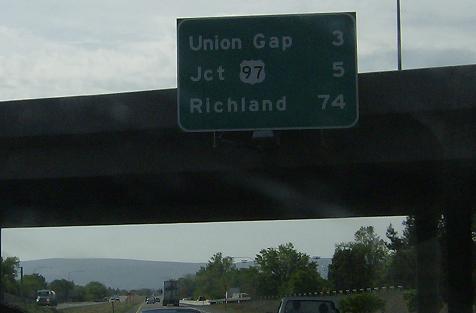 Union Gap 3
Jct 97 5
Richland 74